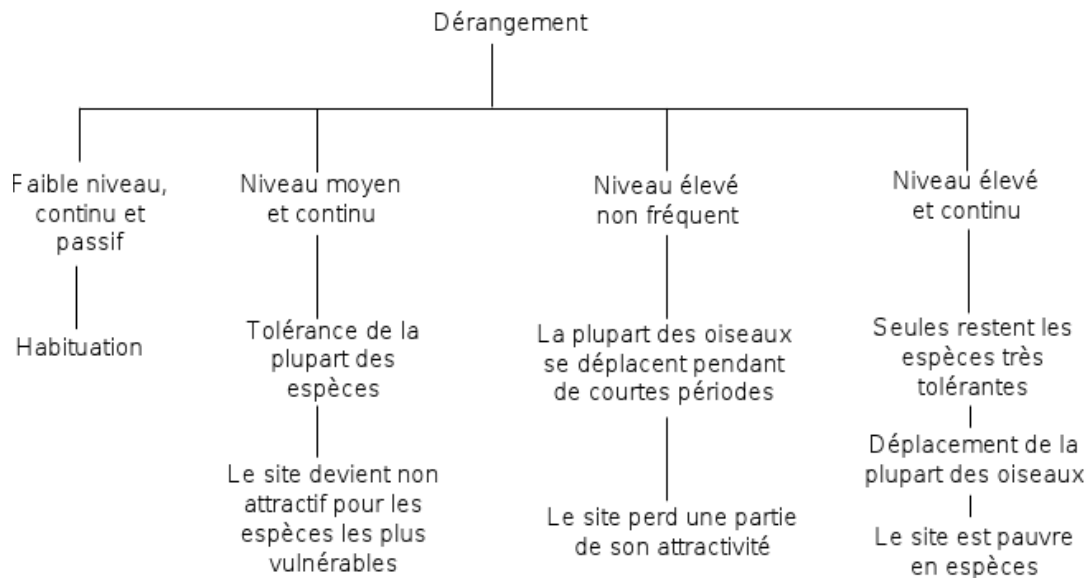 Dérangement
Faible niveau,
continu et
passif
Habituation
Niveau moyen
et continu
Tolérance de la
plupart des
espèces
Le site devient non
attractif pour les
espèces les plus
vulnérables
Niveau élevé
non fréquent
La plupart des oiseaux
se déplacent pendant
de courtes périodes
Le site perd une partie
de son attractivité
Niveau élevé
et continu
Seules restent les
espèces très
tolérantes
Déplacement de la
plupart des oiseaux
Le site est pauvre
en espèces